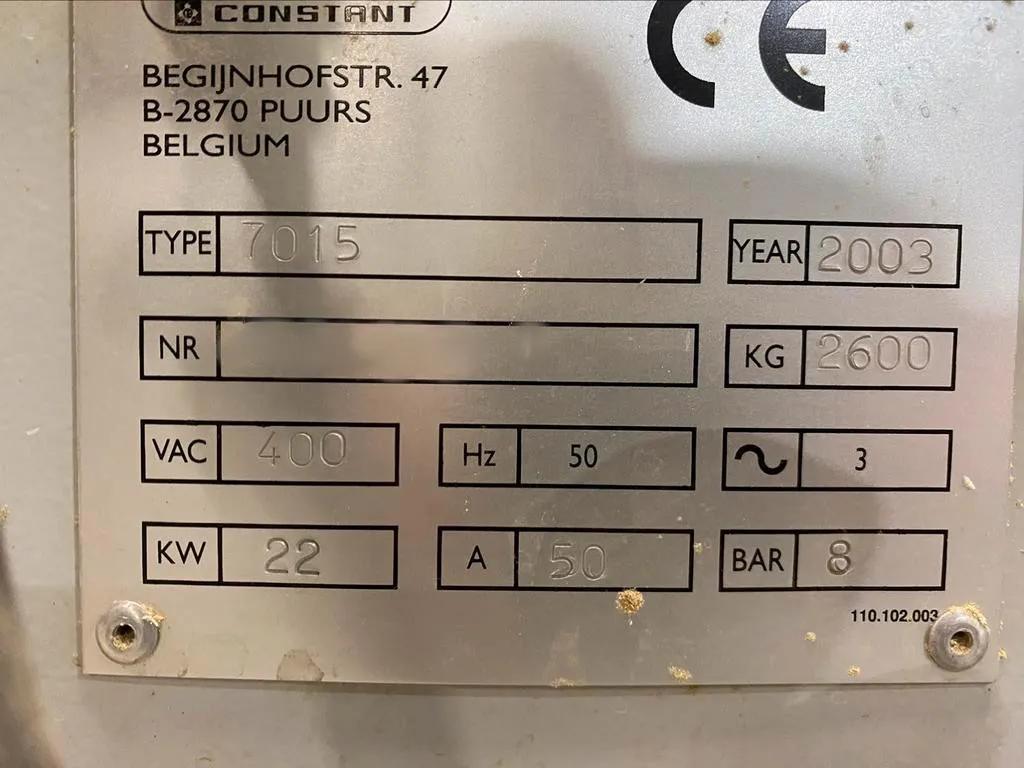 CONSTANT
CE
BEGIJNHOFSTR. 47
B-2870 PUURS
BELGIUM
TYPE 7015 YEAR 2003
NR KG 2600
VAC 400 Hz 50 ~ 3
KW 22 A 50 BAR 8
110.102.003